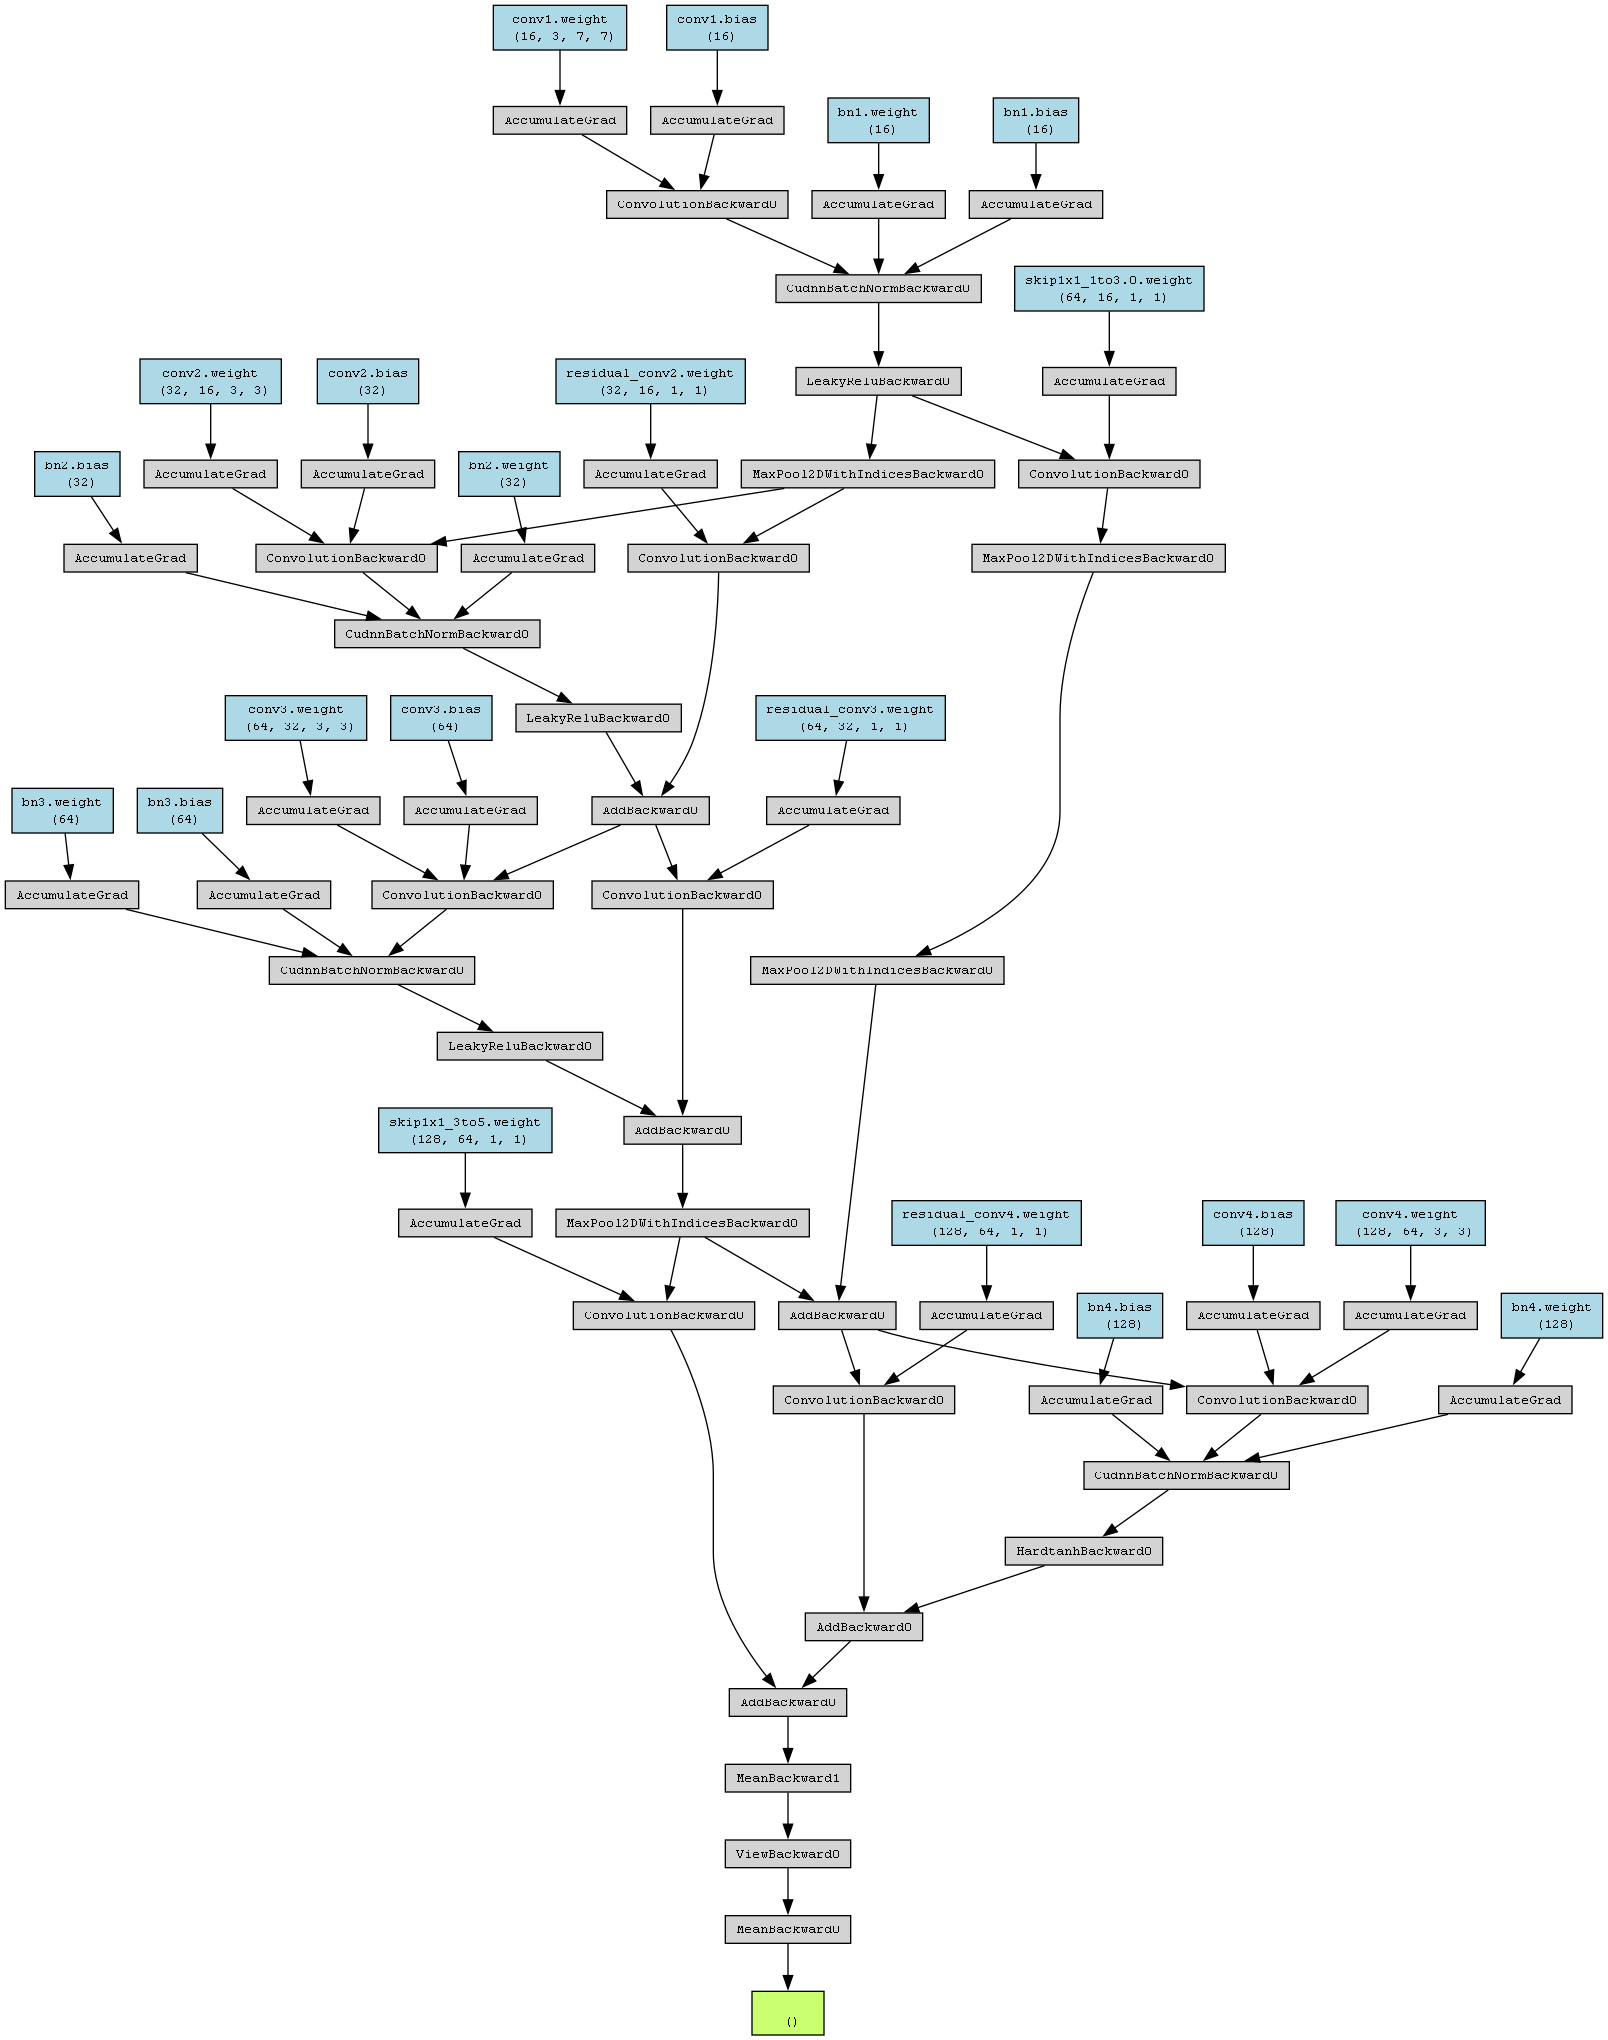 conv1.weight
(16, 3, 7, 7)
conv1.bias
(16)
AccumulateGrad
AccumulateGrad
bn1.weight
(16)
bn1.bias
(16)
ConvolutionBackward0
AccumulateGrad
AccumulateGrad
CudnnBatchNormBackward0
skip1x1_1to3.0.weight
(64, 16, 1, 1)
conv2.weight
(32, 16, 3, 3)
conv2.bias
(32)
residual_conv2.weight
(32, 16, 1, 1)
LeakyReluBackward0
AccumulateGrad
bn2.bias
(32)
AccumulateGrad
AccumulateGrad
bn2.weight
(32)
AccumulateGrad
MaxPool2DWithIndicesBackward0
ConvolutionBackward0
AccumulateGrad
ConvolutionBackward0
AccumulateGrad
ConvolutionBackward0
MaxPool2DWithIndicesBackward0
CudnnBatchNormBackward0
conv3.weight
(64, 32, 3, 3)
conv3.bias
(64)
LeakyReluBackward0
residual_conv3.weight
(64, 32, 1, 1)
bn3.weight
(64)
bn3.bias
(64)
AccumulateGrad
AccumulateGrad
AddBackward0
AccumulateGrad
AccumulateGrad
AccumulateGrad
ConvolutionBackward0
ConvolutionBackward0
CudnnBatchNormBackward0
MaxPool2DWithIndicesBackward0
LeakyReluBackward0
skip1x1_3to5.weight
(128, 64, 1, 1)
AddBackward0
AccumulateGrad
MaxPool2DWithIndicesBackward0
residual_conv4.weight
(128, 64, 1, 1)
conv4.bias
(128)
conv4.weight
(128, 64, 3, 3)
ConvolutionBackward0
AddBackward0
AccumulateGrad
bn4.bias
(128)
AccumulateGrad
AccumulateGrad
bn4.weight
(128)
ConvolutionBackward0
AccumulateGrad
ConvolutionBackward0
AccumulateGrad
CudnnBatchNormBackward0
HardtanhBackward0
AddBackward0
AddBackward0
MeanBackward1
ViewBackward0
MeanBackward0
()